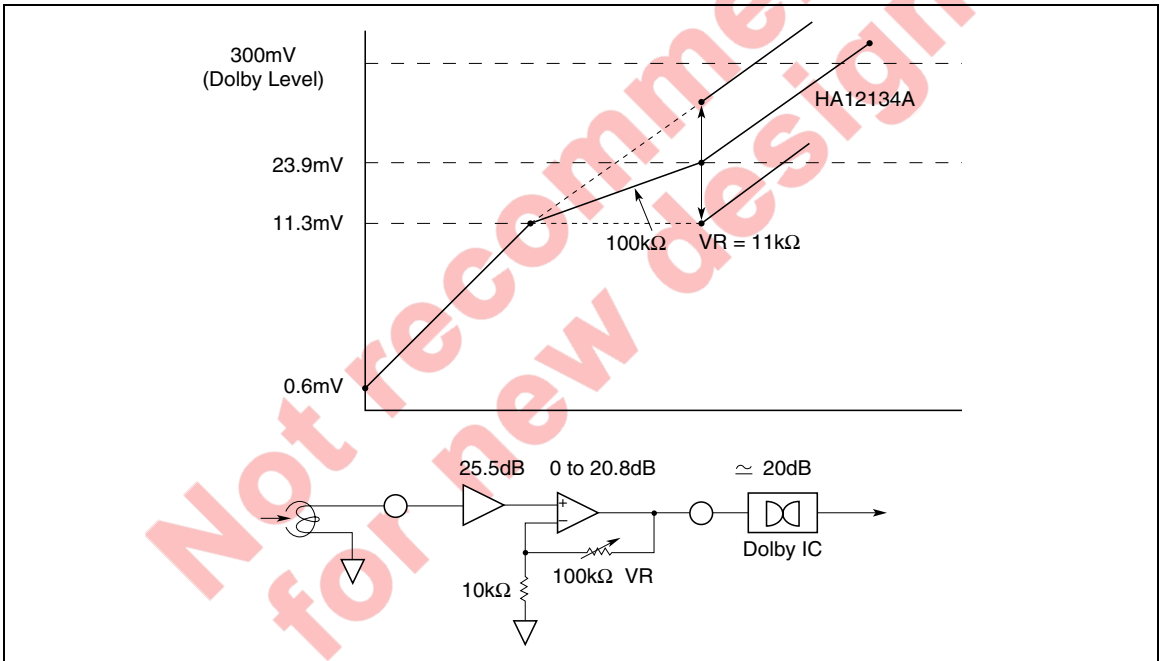 300mV
(Dolby Level)
HA12134A
23.9mV
11.3mV
100kΩ
VR = 11kΩ
0.6mV
25.5dB
0 to 20.8dB
≃ 20dB
+
−
Dolby IC
100kΩ VR
10kΩ
Not recomme
for new design